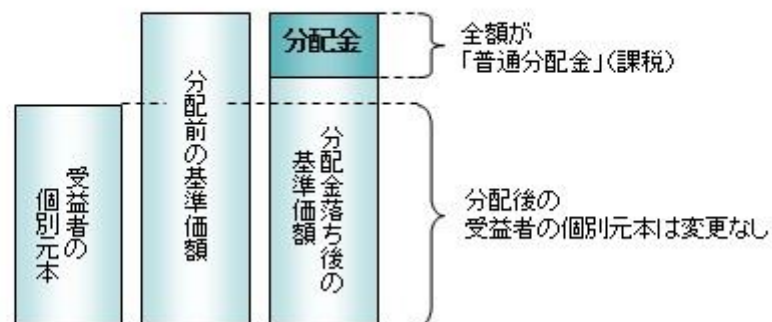 受益者の
個別元本
分配前の基準価額
分配金
分配金落ち後の
基準価額
全額が
「普通分配金」(課税)
分配後の
受益者の個別元本は変更なし